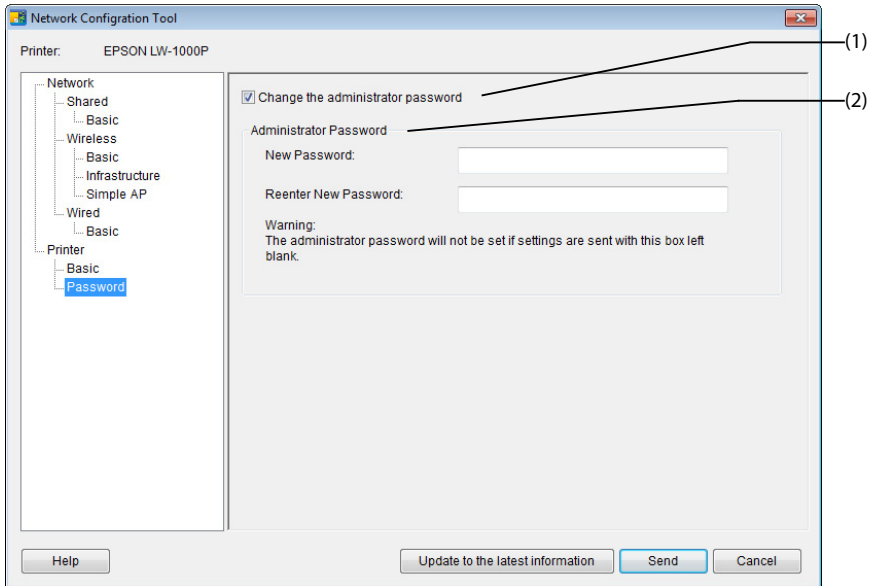 Network Configration Tool
Printer: EPSON LW-1000P
(1)
(2)
Network
Shared
Basic
Wireless
Basic
Infrastructure
Simple AP
Wired
Basic
Printer
Basic
Password
Change the administrator password
Administrator Password
New Password:
Reenter New Password:
Warning:
The administrator password will not be set if settings are sent with this box left
blank.
Help
Update to the latest information
Send
Cancel